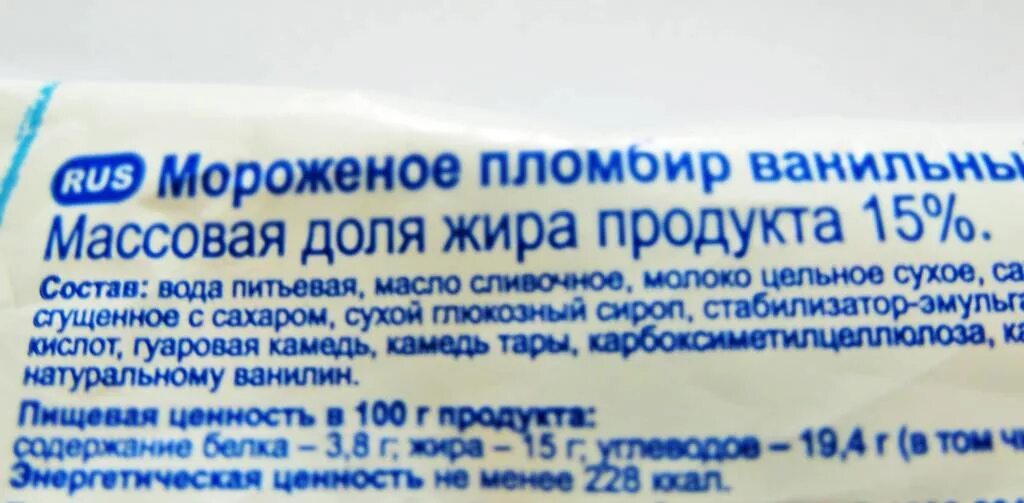 RUS Мороженое пломбир ванильны
Массовая доля жира продукта 15%.
Состав: вода питьевая, масло сливочное, молоко цельное сухое, са
сгущенное с сахаром, сухой глюкозный сироп, стабилизатор-эмульга
кислот, гуаровая камедь, камедь тары, карбоксиметилцеллюлоза, ка
натуральному ванилин.
Пищевая ценность в 100 г продукта:
содержание белка – 3,8 г; жира – 15 г; углеводов – 19,4 г (в том чи
Энергетическая ценность не менее 228 ккал.